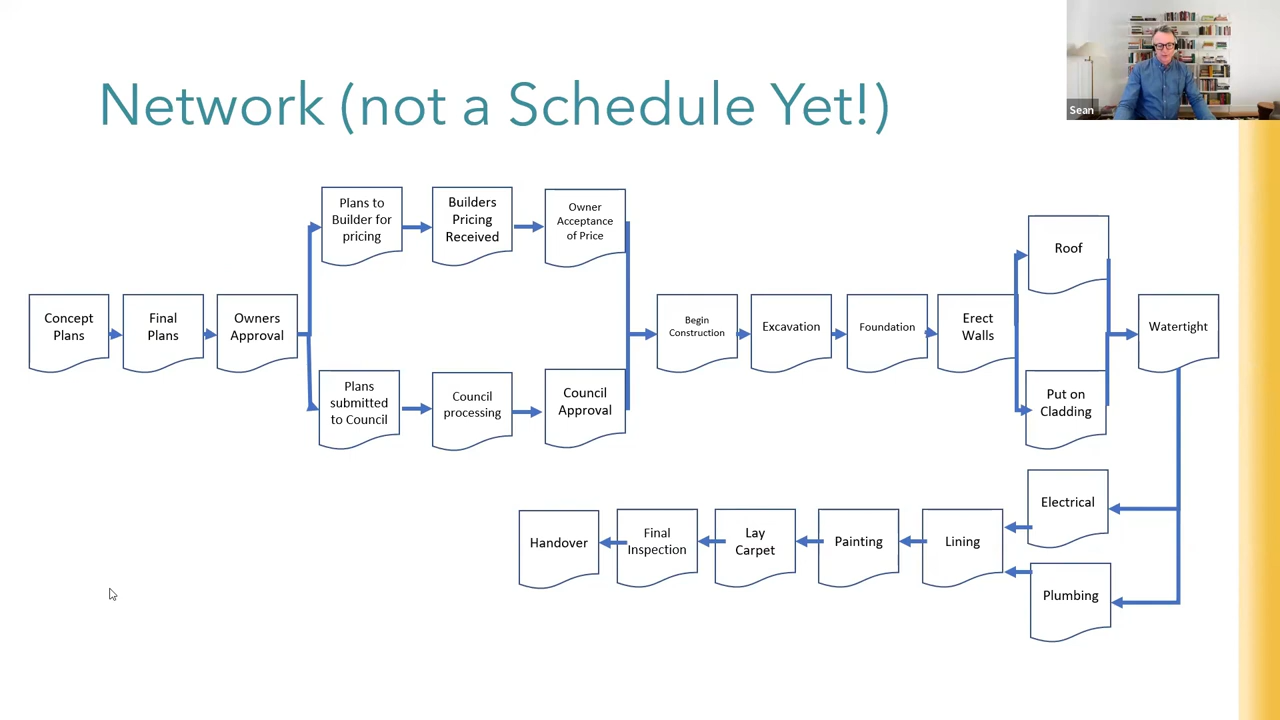 Sean
Network (not a Schedule Yet!)
Plans to
Builder for
pricing
Builders
Pricing
Received
Owner
Acceptance
of Price
Roof
Concept
Plans
Final
Plans
Owners
Approval
Begin
Construction
Excavation
Foundation
Erect
Walls
Watertight
Plans
submitted
to Council
Council
processing
Council
Approval
Put on
Cladding
Electrical
Handover
Final
Inspection
Lay
Carpet
Painting
Lining
Plumbing